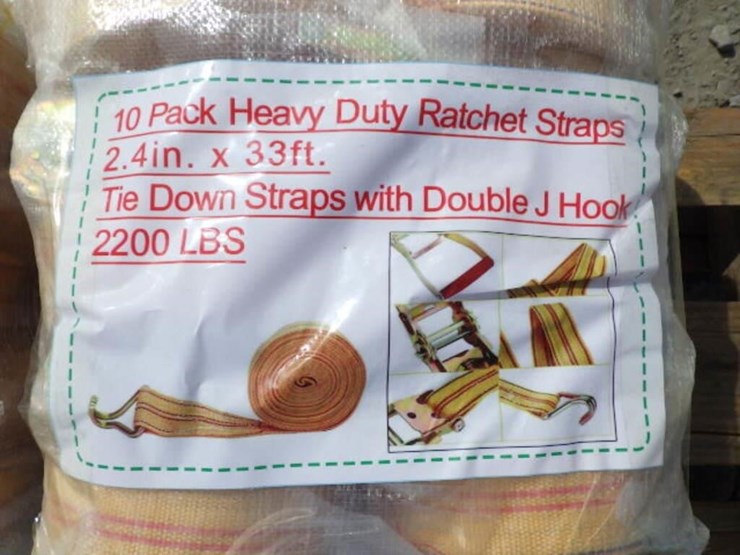 10 Pack Heavy Duty Ratchet Straps
2.4in. x 33ft.
Tie Down Straps with Double J Hook
2200 LBS